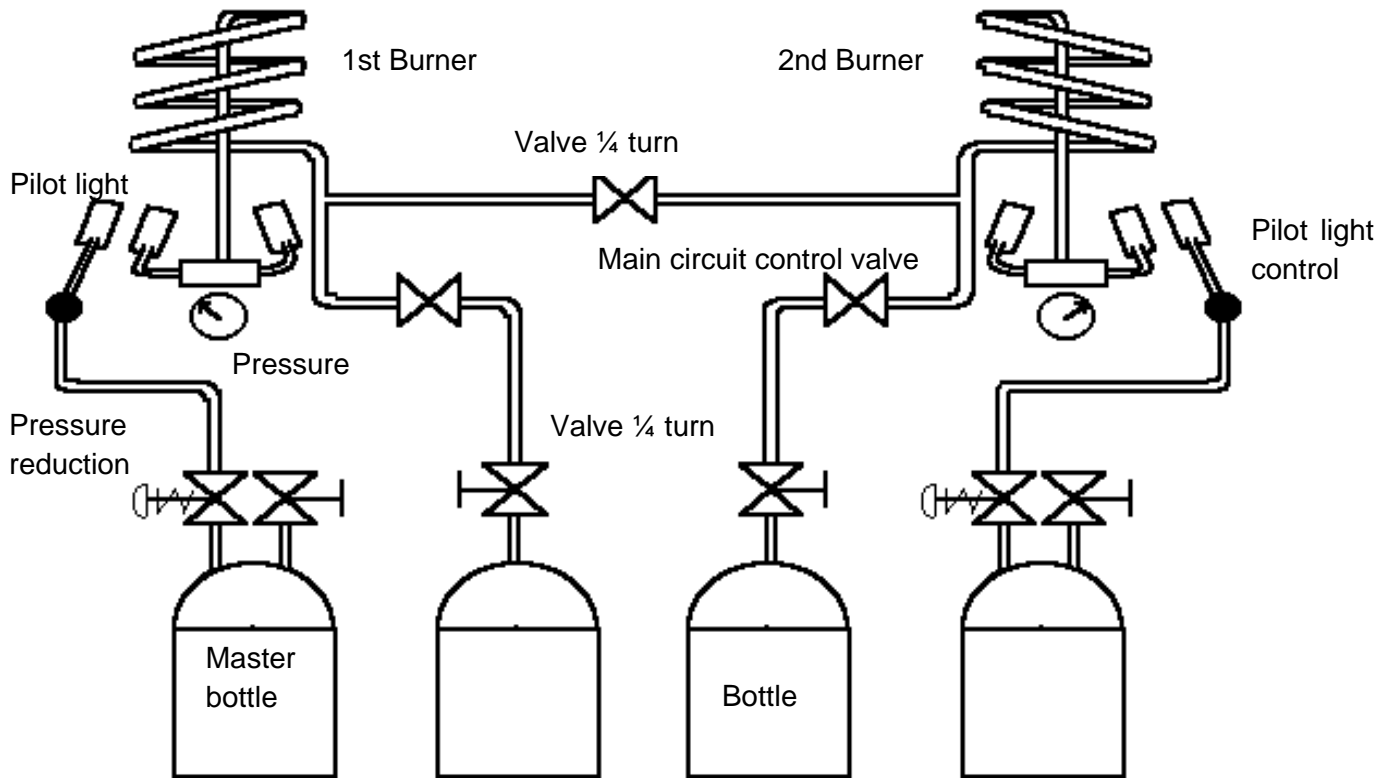 1st Burner
2nd Burner
Valve ¼ turn
Pilot light
Main circuit control valve
Pilot light
control
Pressure
Pressure
reduction
Valve ¼ turn
Master
bottle
Bottle